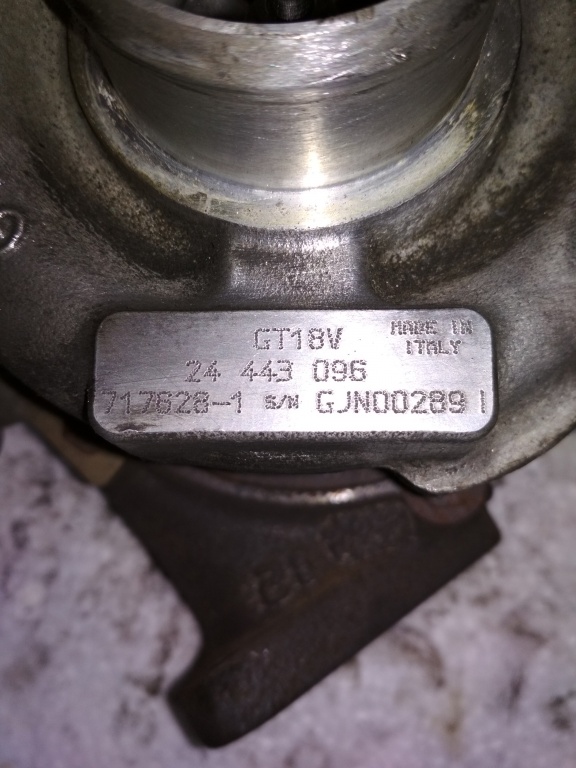 GT18V
MADE IN
ITALY
24 443 096
717628-1 S/N GJN00289 I